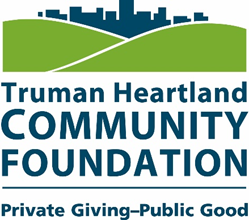 Truman Heartland
COMMUNITY
FOUNDATION
Private Giving–Public Good